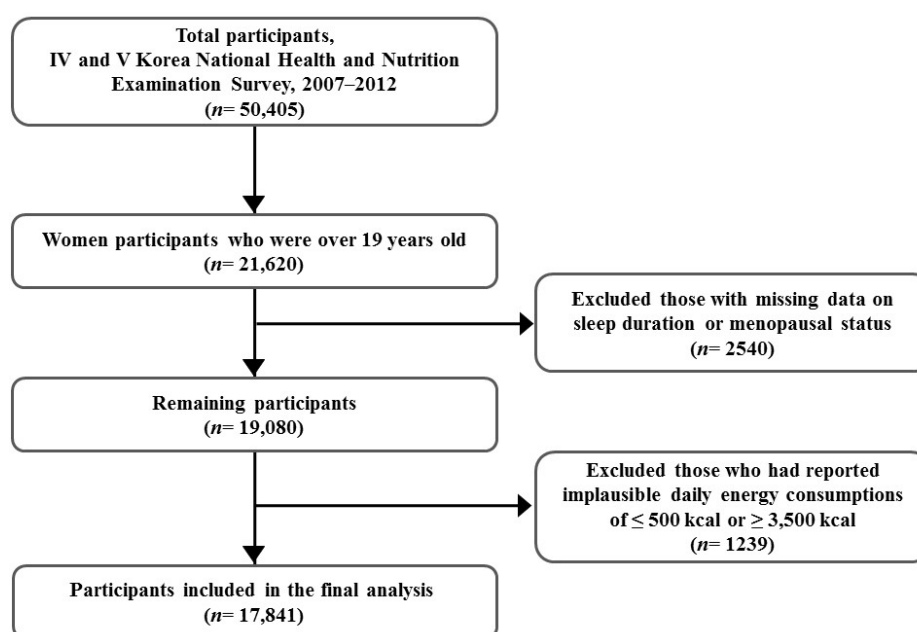 Total participants,
IV and V Korea National Health and Nutrition
Examination Survey, 2007–2012
(n= 50,405)
Women participants who were over 19 years old
(n= 21,620)
Excluded those with missing data on
sleep duration or menopausal status
(n= 2540)
Remaining participants
(n= 19,080)
Excluded those who had reported
implausible daily energy consumptions
of ≤ 500 kcal or ≥ 3,500 kcal
(n= 1239)
Participants included in the final analysis
(n= 17,841)